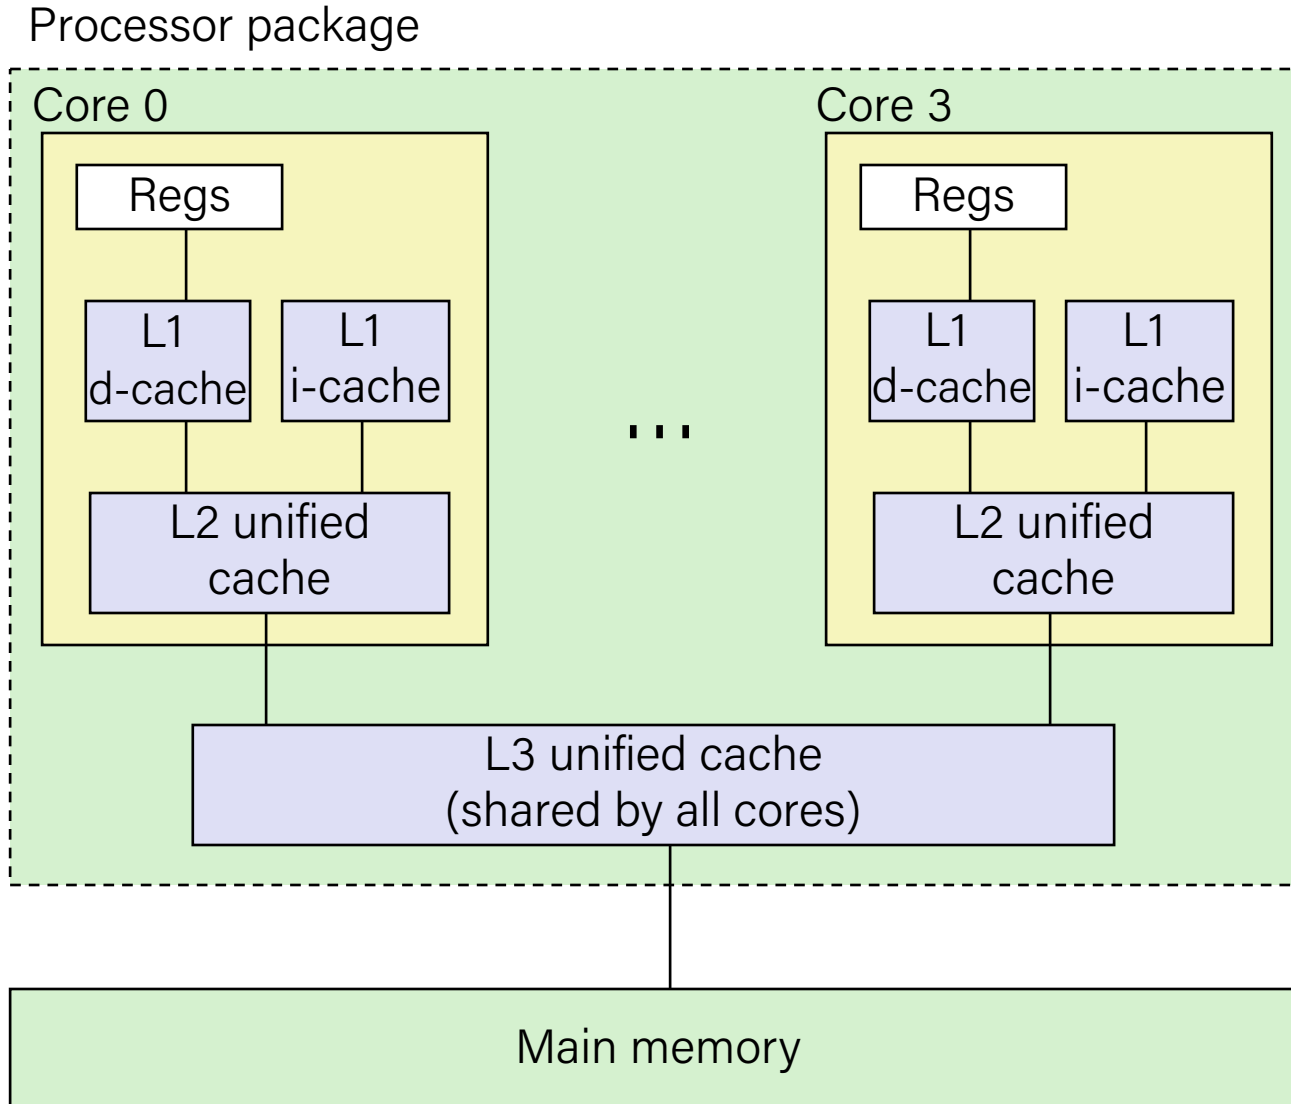 Processor package
Core 0
Core 3
Regs
Regs
L1
d-cache
L1
i-cache
L1
d-cache
L1
i-cache
...
L2 unified
cache
L2 unified
cache
L3 unified cache
(shared by all cores)
Main memory